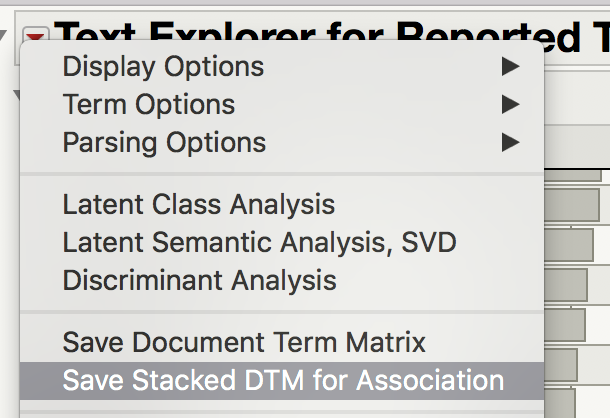 Text Explorer for Reported T
Display Options
Term Options
Parsing Options
Latent Class Analysis
Latent Semantic Analysis, SVD
Discriminant Analysis
Save Document Term Matrix
Save Stacked DTM for Association